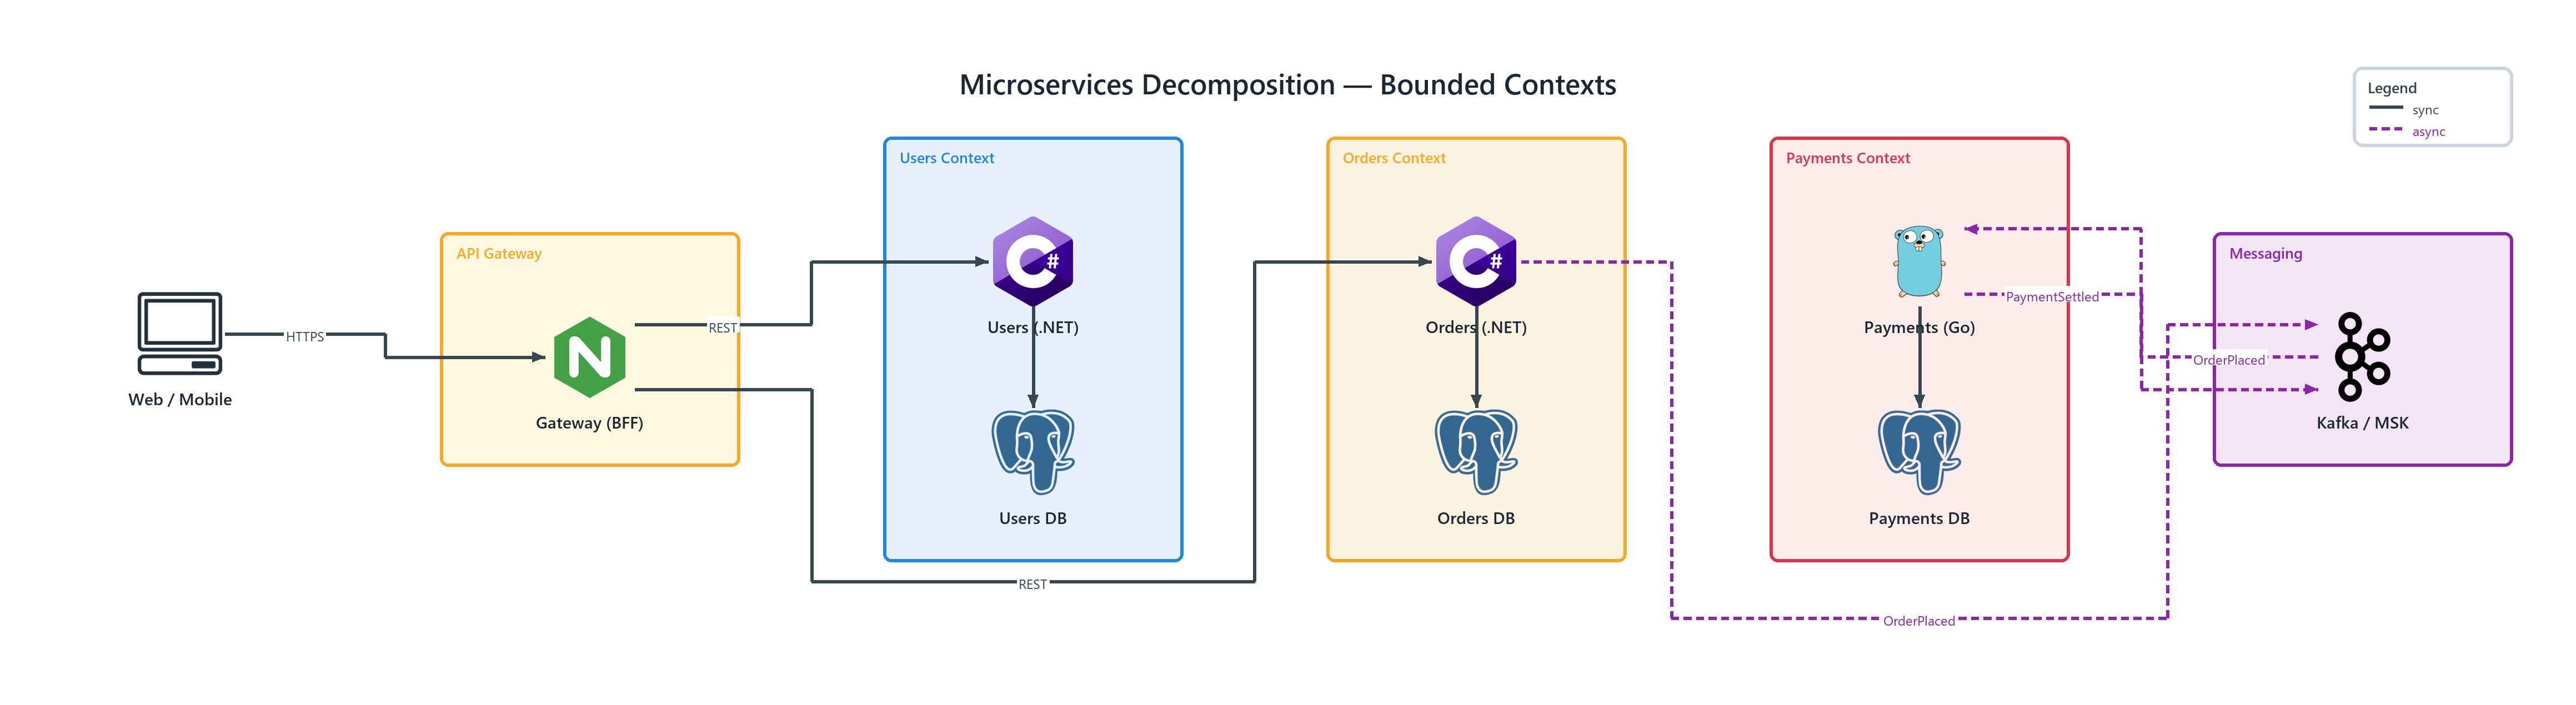 Microservices Decomposition — Bounded Contexts
Legend
sync
async
Users Context
Orders Context
Payments Context
API Gateway
Messaging
#
#
HTTPS
REST
Users (.NET)
Orders (.NET)
PaymentSettled
Payments (Go)
OrderPlaced
N
Web / Mobile
Gateway (BFF)
Kafka / MSK
Users DB
Orders DB
Payments DB
REST
OrderPlaced